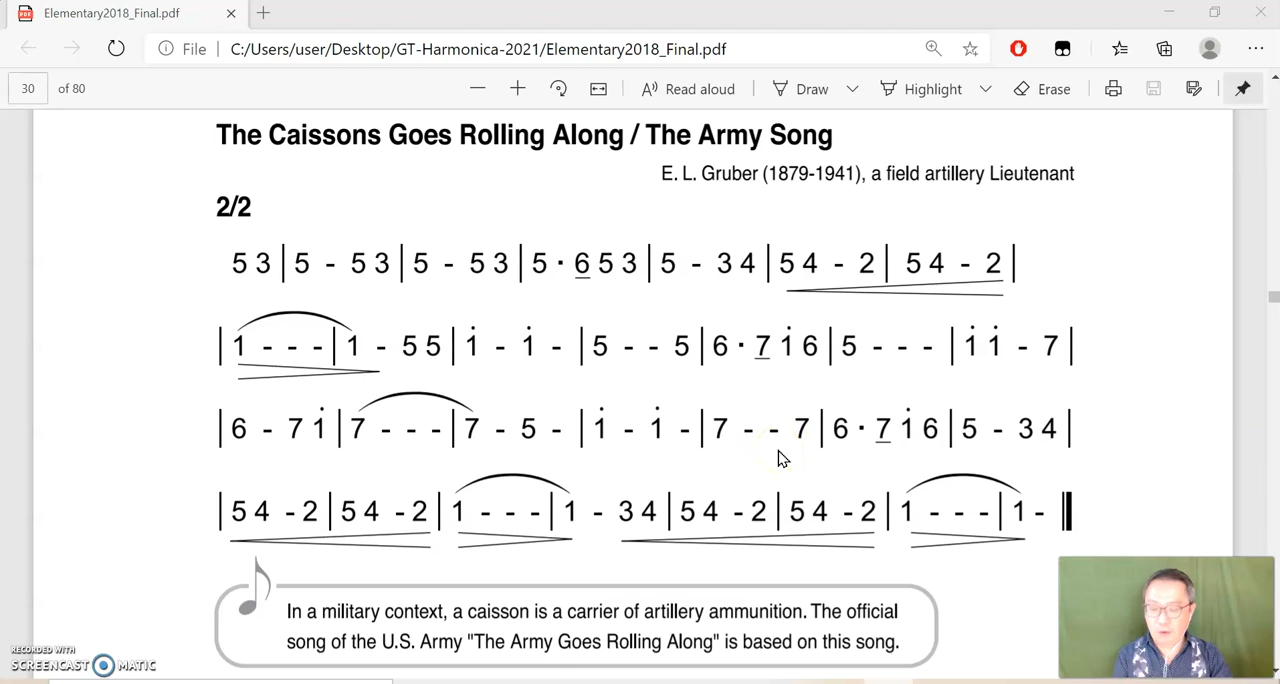 Elementary2018_Final.pdf
File | C:/Users/user/Desktop/GT-Harmonica-2021/Elementary2018_Final.pdf
30 of 80 Read aloud Draw Highlight Erase
The Caissons Goes Rolling Along / The Army Song
E. L. Gruber (1879-1941), a field artillery Lieutenant
2/2
5 3 | 5 - 5 3 | 5 - 5 3 | 5 · 6̲ 5 3 | 5 - 3 4 | 5 4 - 2 | 5 4 - 2 |
| 1 - - - | 1 - 5 5 | 1̇ - 1̇ - | 5 - - 5 | 6 · 7̲ 1̇ 6 | 5 - - - | 1̇ 1̇ - 7 |
| 6 - 7 1̇ | 7 - - - | 7 - 5 - | 1̇ - 1̇ - | 7 - - 7 | 6 · 7̲ 1̇ 6 | 5 - 3 4 |
| 5 4 - 2 | 5 4 - 2 | 1 - - - | 1 - 3 4 | 5 4 - 2 | 5 4 - 2 | 1 - - - | 1 - ‖
In a military context, a caisson is a carrier of artillery ammunition. The official
song of the U.S. Army "The Army Goes Rolling Along" is based on this song.
RECORDED WITH
SCREENCAST MATIC